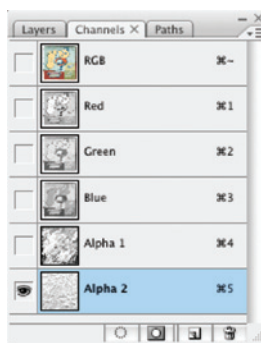 Layers Channels × Paths
RGB ⌘~
Red ⌘1
Green ⌘2
Blue ⌘3
Alpha 1 ⌘4
Alpha 2 ⌘5